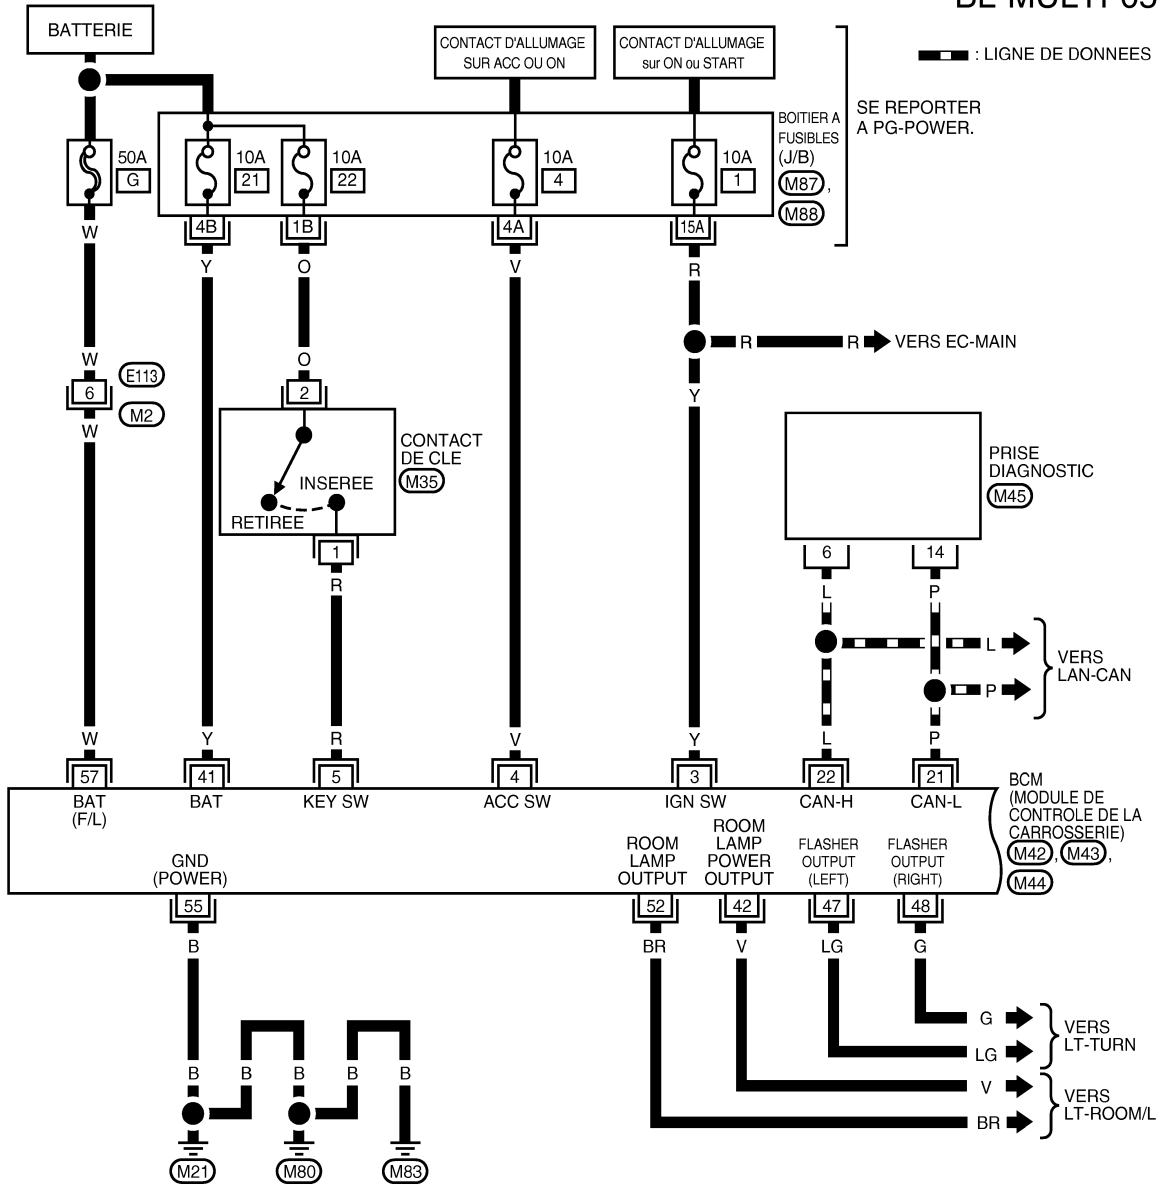 BATTERIE
CONTACT D'ALLUMAGE
SUR ACC OU ON
CONTACT D'ALLUMAGE
sur ON ou START
: LIGNE DE DONNEES
SE REPORTER
A PG-POWER.
BOITIER A
FUSIBLES
(J/B)
M87,
M88
50A
G
10A
21
10A
22
10A
4
10A
1
4B
1B
4A
15A
W
Y
O
V
R
R
R
VERS EC-MAIN
W
O
Y
6
E113
M2
W
2
CONTACT
DE CLE
M35
INSEREE
RETIREE
1
R
PRISE
DIAGNOSTIC
M45
6
14
L
P
L
P
VERS
LAN-CAN
W
Y
R
V
Y
L
P
57
41
5
4
3
22
21
BAT
(F/L)
BAT
KEY SW
ACC SW
IGN SW
CAN-H
CAN-L
BCM
(MODULE DE
CONTROLE DE LA
CARROSSERIE)
M42, M43,
M44
GND
(POWER)
ROOM
LAMP
OUTPUT
ROOM
LAMP
POWER
OUTPUT
FLASHER
OUTPUT
(LEFT)
FLASHER
OUTPUT
(RIGHT)
55
52
42
47
48
B
BR
V
LG
G
G
LG
VERS
LT-TURN
V
BR
VERS
LT-ROOM/L
B
B
B
B
B
M21
M80
M83